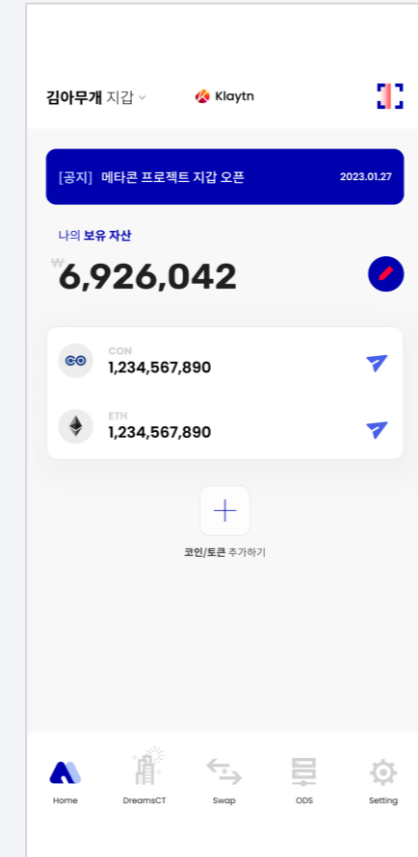 김아무개 지갑
Klaytn
[공지] 메타콘 프로젝트 지갑 오픈 2023.01.27
나의 보유 자산
₩6,926,042
CON
1,234,567,890
ETH
1,234,567,890
코인/토큰 추가하기
Home DreamsCT Swap ODS Setting